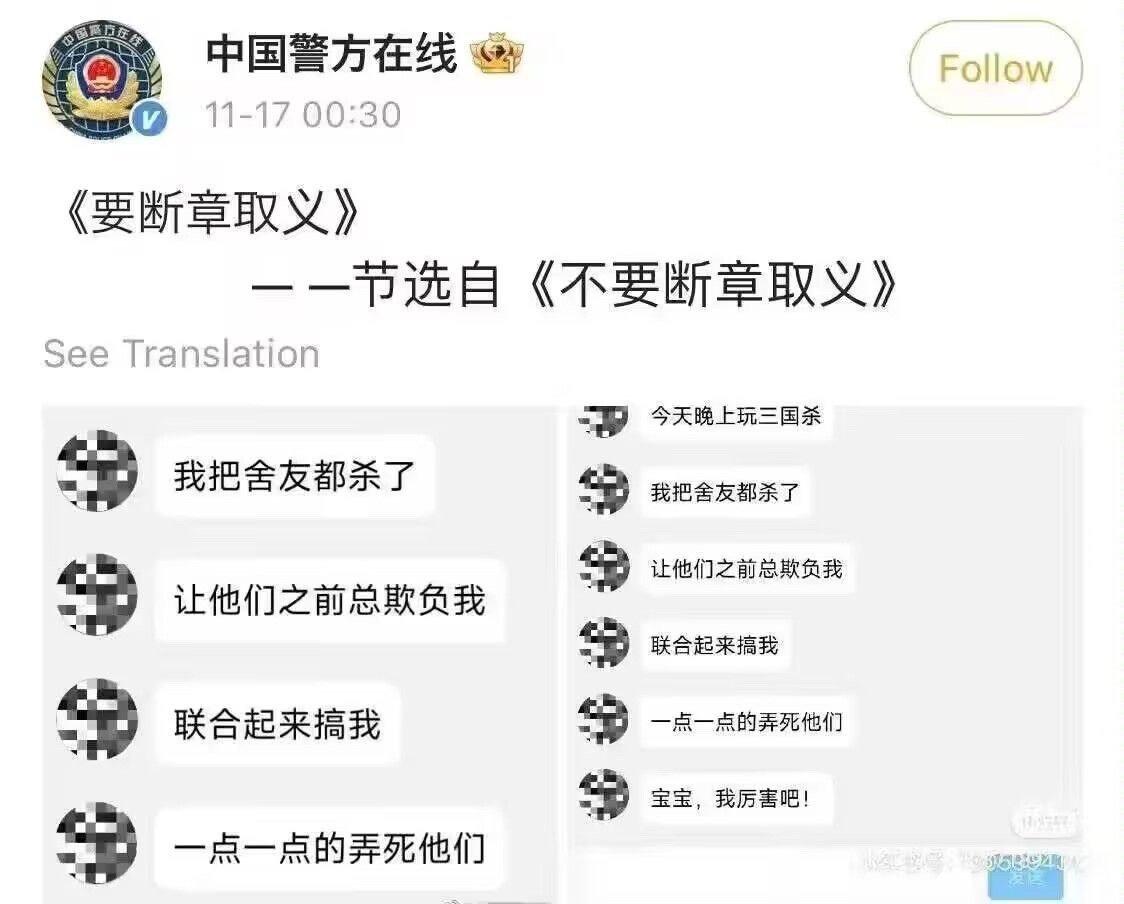 中国警方在线
11-17 00:30
Follow
《要断章取义》
——节选自《不要断章取义》
See Translation
我把舍友都杀了
让他们之前总欺负我
联合起来搞我
一点一点的弄死他们
今天晚上玩三国杀
我把舍友都杀了
让他们之前总欺负我
联合起来搞我
一点一点的弄死他们
宝宝，我厉害吧！
发送